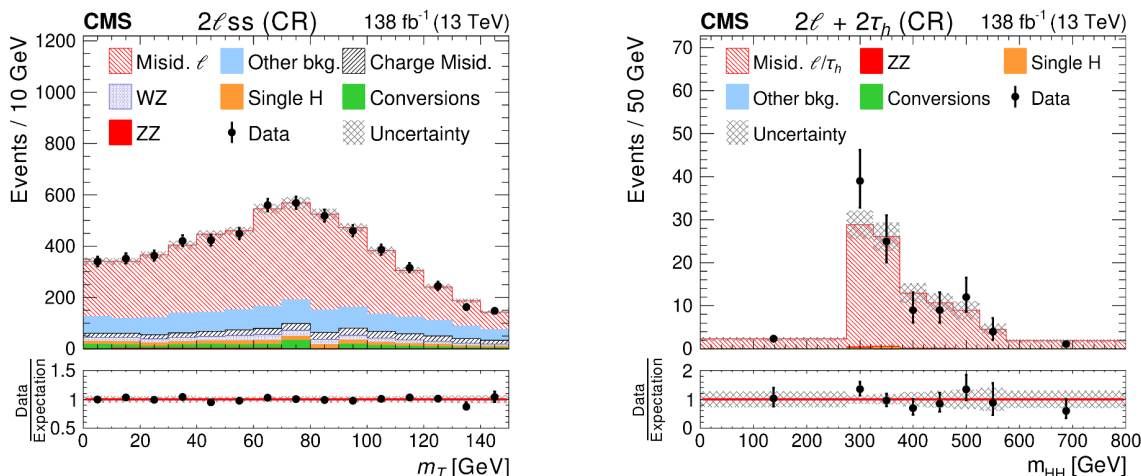 CMS 2ℓss (CR) 138 fb⁻¹ (13 TeV)
Events / 10 GeV
1200
1000
800
600
400
200
0
Misid. ℓ Other bkg. Charge Misid.
WZ Single H Conversions
ZZ Data Uncertainty
Data
Expectation
1.5
1
0.5
0 20 40 60 80 100 120 140
m_T [GeV]
CMS 2ℓ + 2τ_h (CR) 138 fb⁻¹ (13 TeV)
Events / 50 GeV
70
60
50
40
30
20
10
0
Misid. ℓ/τ_h ZZ Single H
Other bkg. Conversions Data
Uncertainty
Data
Expectation
2
1
0
0 100 200 300 400 500 600 700 800
m_HH [GeV]